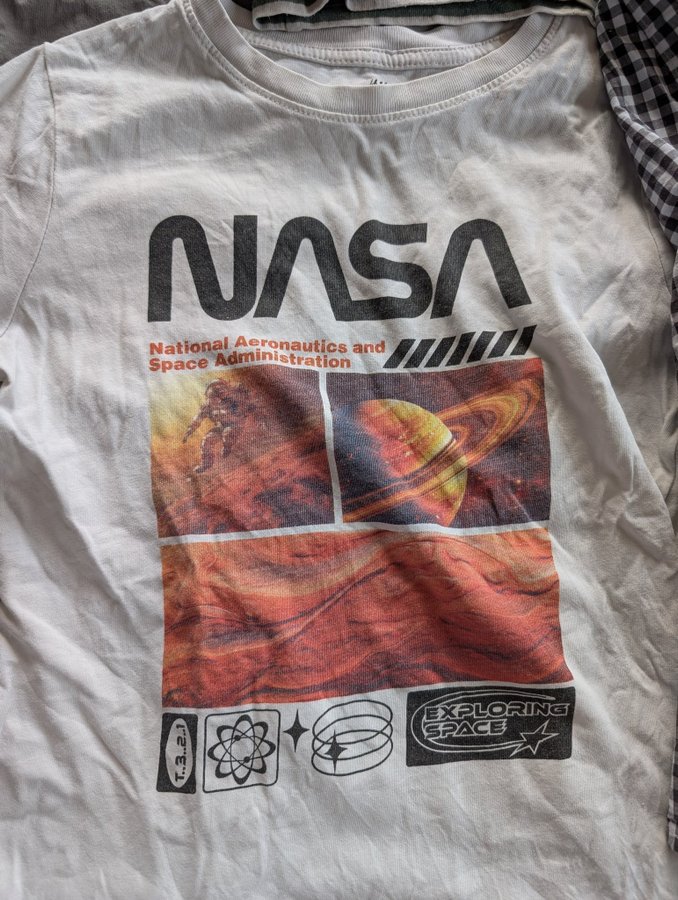 NASA
National Aeronautics and
Space Administration
T..3..2..1
EXPLORING
SPACE